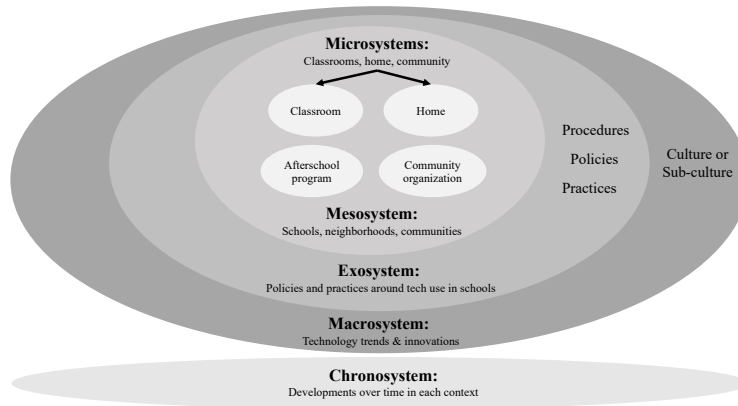 Microsystems:
Classrooms, home, community
Classroom
Home
Afterschool
program
Community
organization
Mesosystem:
Schools, neighborhoods, communities
Procedures
Policies
Practices
Culture or
Sub-culture
Exosystem:
Policies and practices around tech use in schools
Macrosystem:
Technology trends & innovations
Chronosystem:
Developments over time in each context